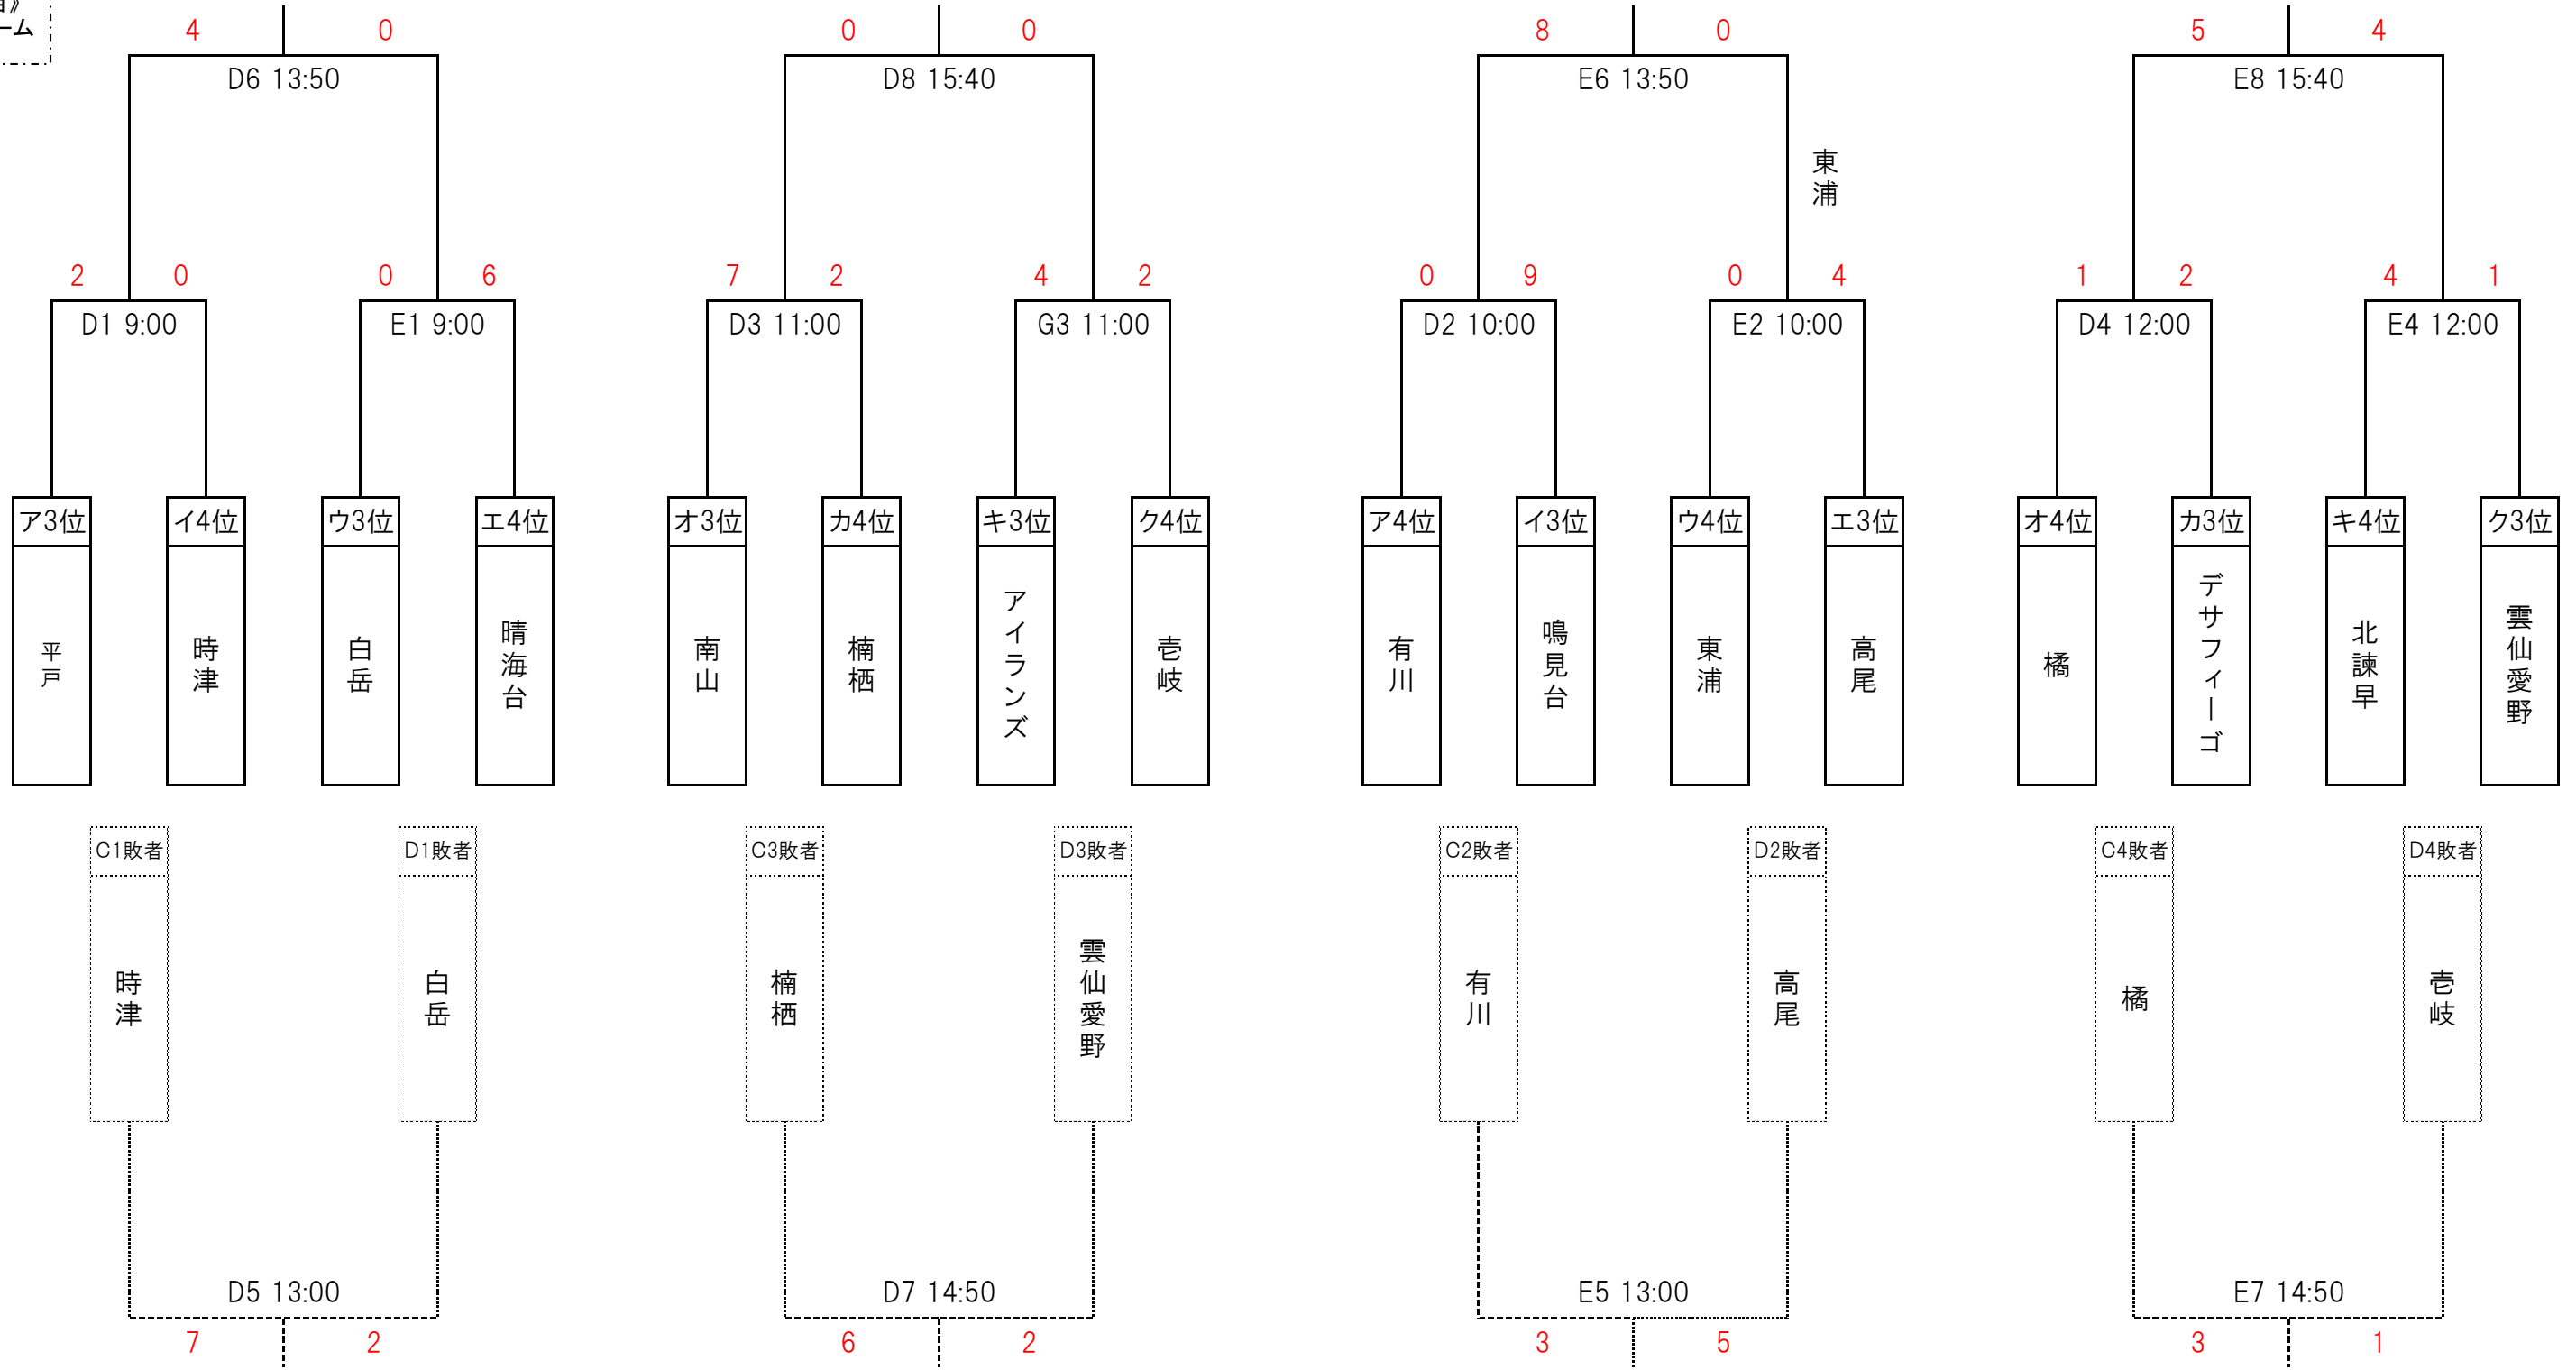 》
ーム
4 0 0 0 8 0 5 4
D6 13:50 D8 15:40 E6 13:50 E8 15:40
東浦
2 0 0 6 7 2 4 2 0 9 0 4 1 2 4 1
D1 9:00 E1 9:00 D3 11:00 G3 11:00 D2 10:00 E2 10:00 D4 12:00 E4 12:00
ア3位 イ4位 ウ3位 エ4位 オ3位 カ4位 キ3位 ク4位 ア4位 イ3位 ウ4位 エ3位 オ4位 カ3位 キ4位 ク3位
平戸
時津
白岳
晴海台
南山
楠栖
アイランズ
壱岐
有川
鳴見台
東浦
高尾
橘
デサフィーゴ
北諫早
雲仙愛野
C1敗者 D1敗者 C3敗者 D3敗者 C2敗者 D2敗者 C4敗者 D4敗者
時津
白岳
楠栖
雲仙愛野
有川
高尾
橘
壱岐
D5 13:00 D7 14:50 E5 13:00 E7 14:50
7 2 6 2 3 5 3 1